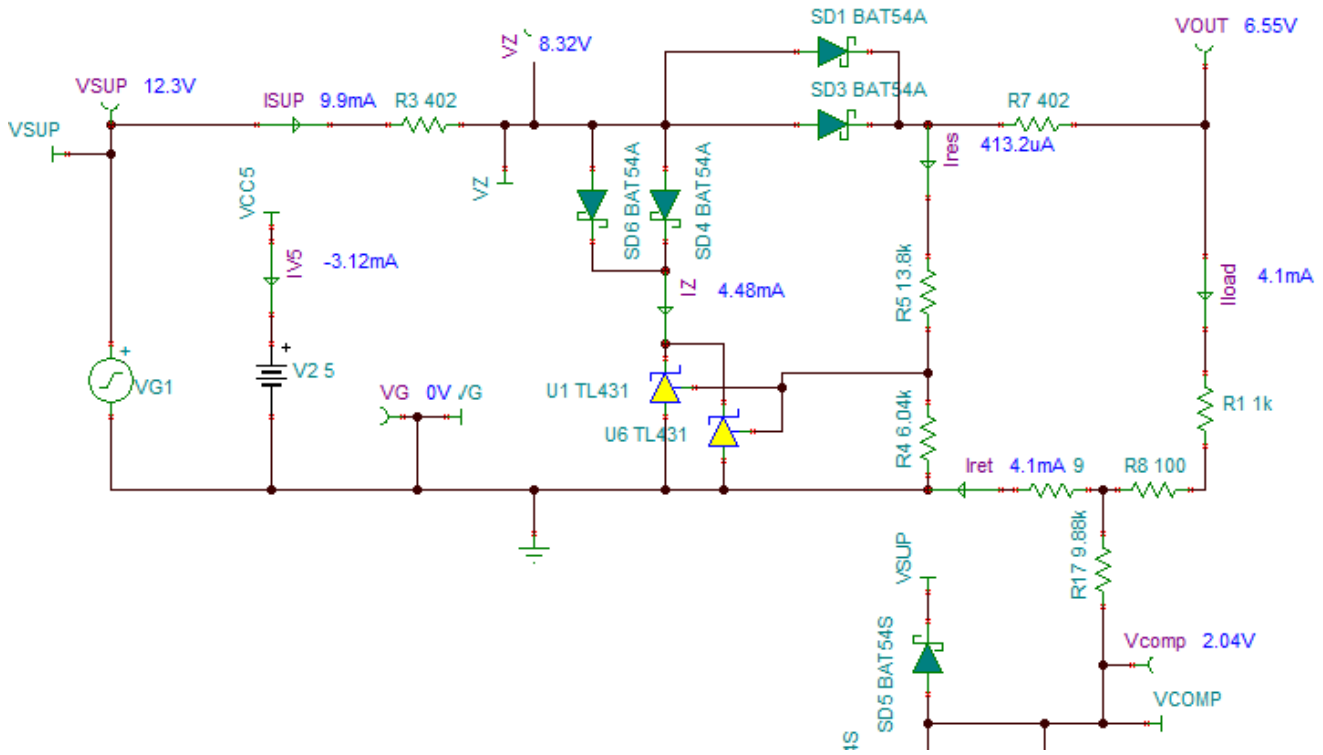 SD1 BAT54A
VOUT 6.55V
VZ
8.32V
VSUP 12.3V
ISUP 9.9mA
R3 402
SD3 BAT54A
R7 402
VSUP
Ires
413.2uA
VCC5
VZ
SD6 BAT54A
SD4 BAT54A
IV5
-3.12mA
IZ
4.48mA
Iload
4.1mA
R5 13.8k
+
VG1
+
V2 5
VG 0V /G
U1 TL431
U6 TL431
R4 6.04k
R1 1k
Iret 4.1mA 9
R8 100
R17 9.88k
VSUP
SD5 BAT54S
Vcomp 2.04V
VCOMP
4S